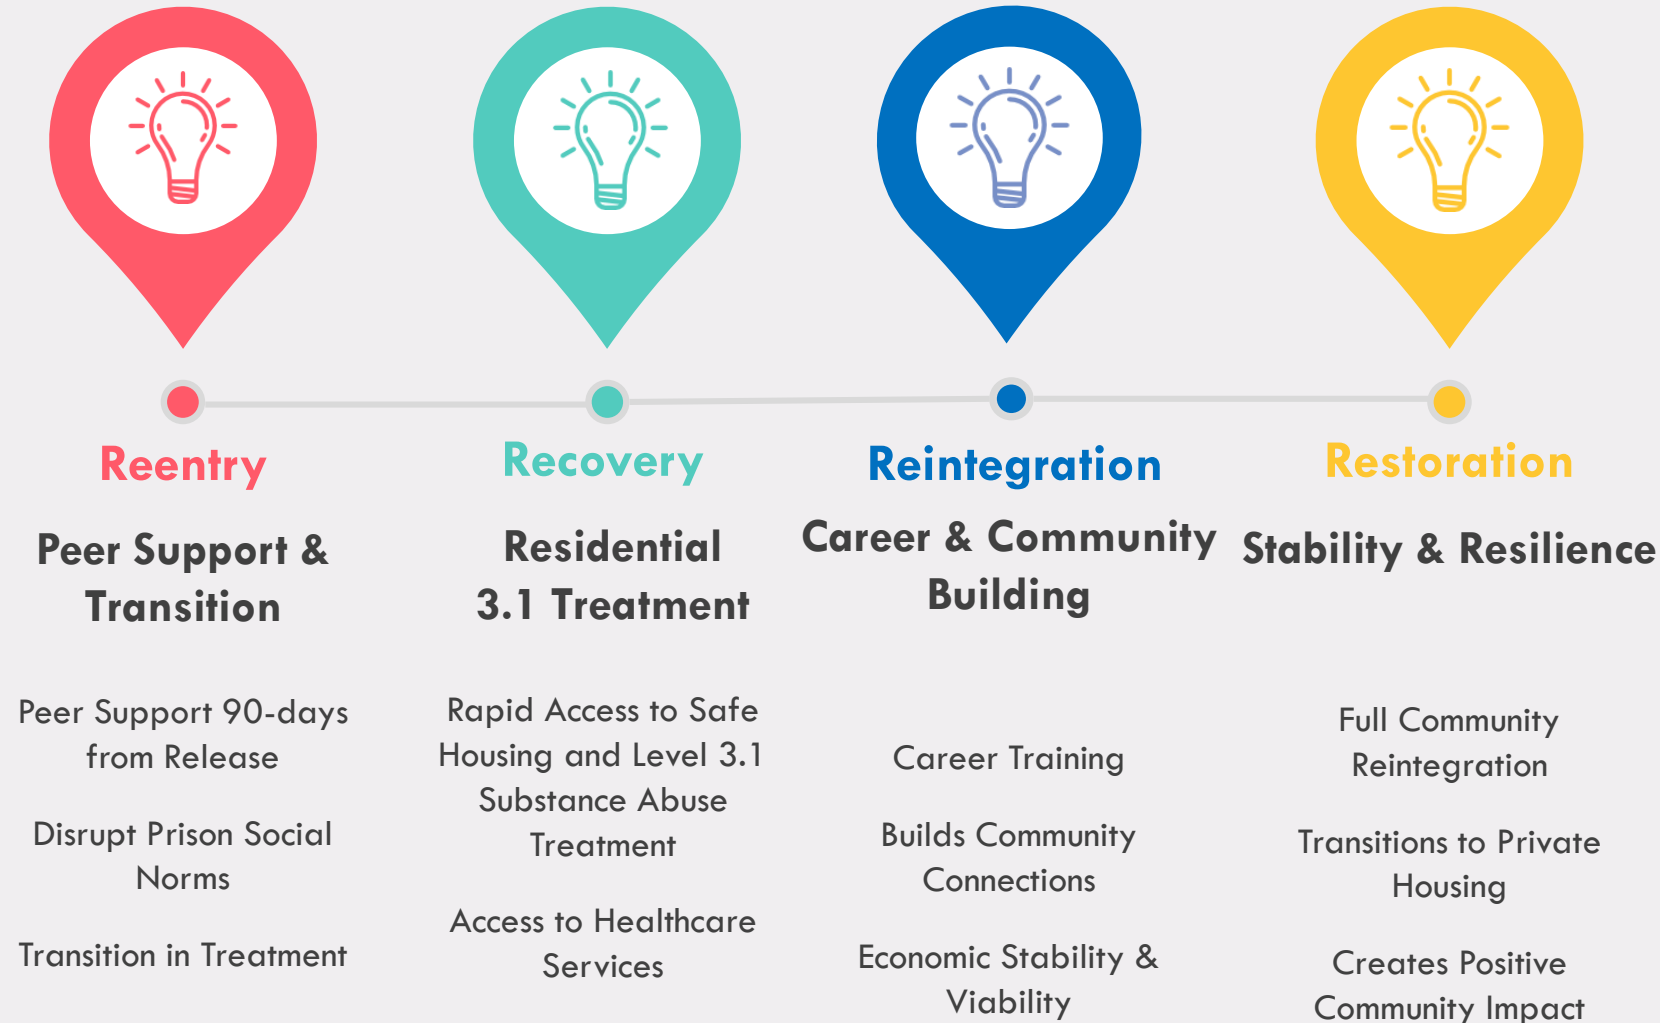 Reentry
Peer Support &
Transition
Peer Support 90-days
from Release
Disrupt Prison Social
Norms
Transition in Treatment
Recovery
Residential
3.1 Treatment
Rapid Access to Safe
Housing and Level 3.1
Substance Abuse
Treatment
Access to Healthcare
Services
Reintegration
Career & Community
Building
Career Training
Builds Community
Connections
Economic Stability &
Viability
Restoration
Stability & Resilience
Full Community
Reintegration
Transitions to Private
Housing
Creates Positive
Community Impact